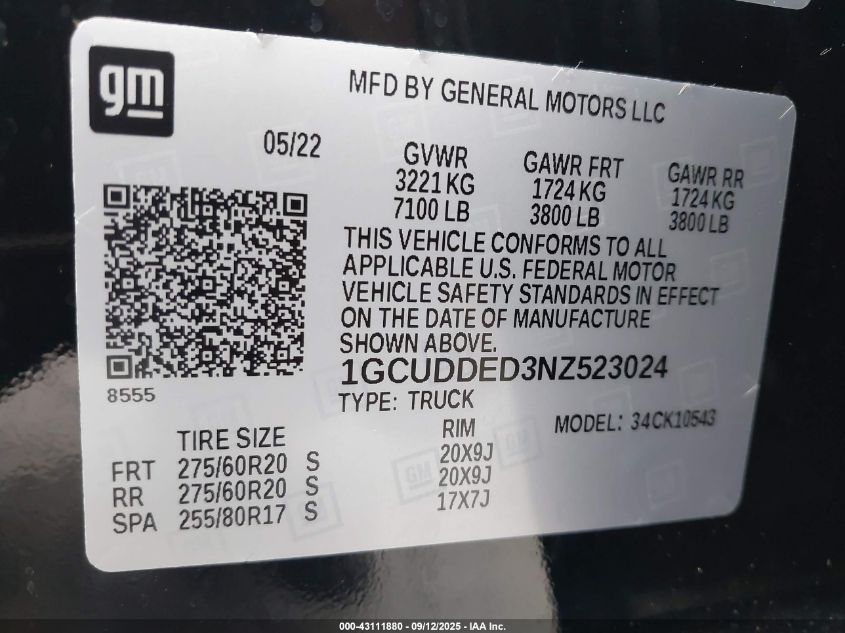 gm
MFD BY GENERAL MOTORS LLC
05/22
GVWR
3221 KG
7100 LB
GAWR FRT
1724 KG
3800 LB
GAWR RR
1724 KG
3800 LB
THIS VEHICLE CONFORMS TO ALL
APPLICABLE U.S. FEDERAL MOTOR
VEHICLE SAFETY STANDARDS IN EFFECT
ON THE DATE OF MANUFACTURE
SHOWN ABOVE.
8555
1GCUDDED3NZ523024
TYPE: TRUCK
MODEL: 34CK10543
TIRE SIZE RIM
FRT 275/60R20 S 20X9J
RR 275/60R20 S 20X9J
SPA 255/80R17 S 17X7J
000-43111880 - 09/12/2025 - IAA Inc.